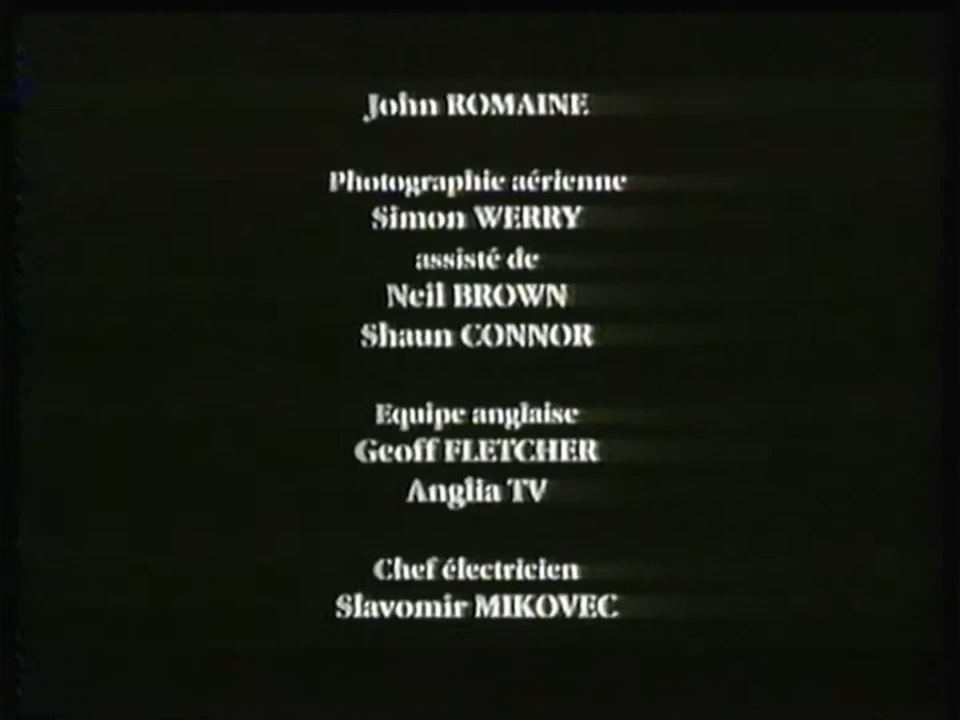 John ROMAINE
Photographie aérienne
Simon WERRY
assisté de
Neil BROWN
Shaun CONNOR
Equipe anglaise
Geoff FLETCHER
Anglia TV
Chef électricien
Slavomir MIKOVEC